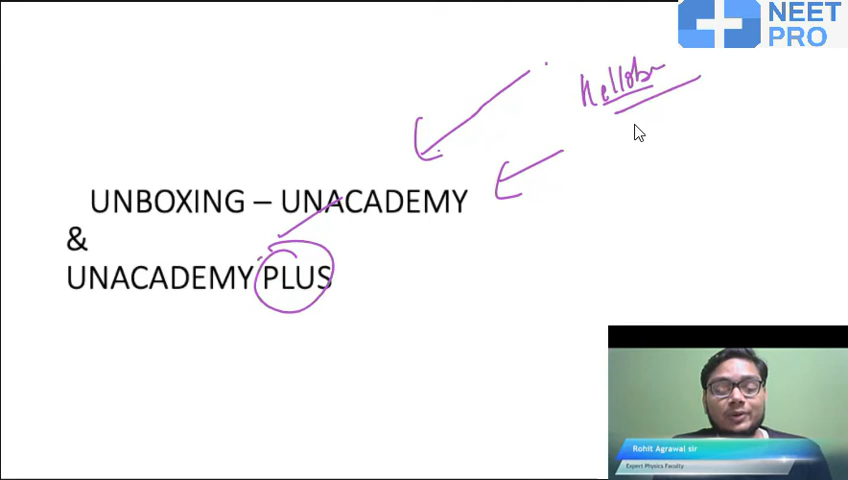 NEET
PRO
UNBOXING – UNACADEMY
&
UNACADEMY PLUS
Rohit Agrawal sir
Expert Physics Faculty